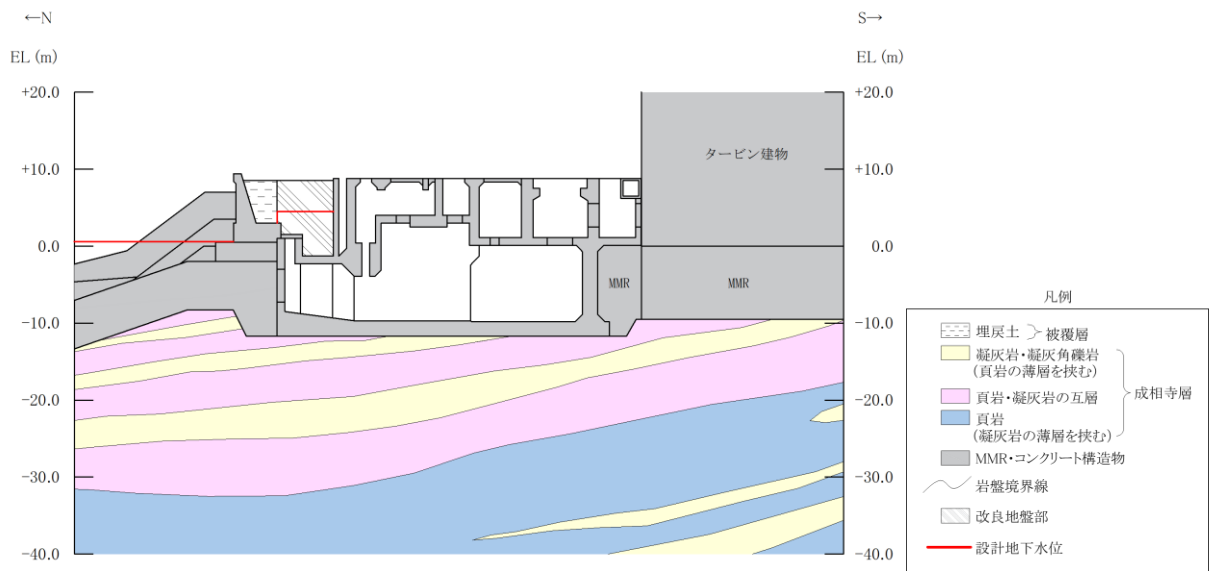 ←N
S→
EL (m)
EL (m)
+20.0
+20.0
タービン建物
+10.0
+10.0
0.0
0.0
MMR
MMR
-10.0
-10.0
-20.0
-20.0
-30.0
-30.0
-40.0
-40.0
凡例
埋戻土
被覆層
凝灰岩・凝灰角礫岩
(頁岩の薄層を挟む)
頁岩・凝灰岩の互層
成相寺層
頁岩
(凝灰岩の薄層を挟む)
MMR・コンクリート構造物
岩盤境界線
改良地盤部
設計地下水位